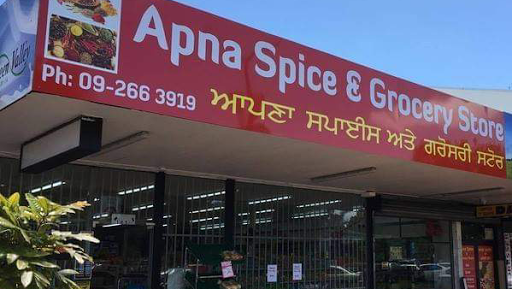 Apna Spice & Grocery Store
Ph: 09-266 3919
ਆਪਣਾ ਸਪਾਈਸ ਅਤੇ ਗਰੋਸਰੀ ਸਟੋਰ